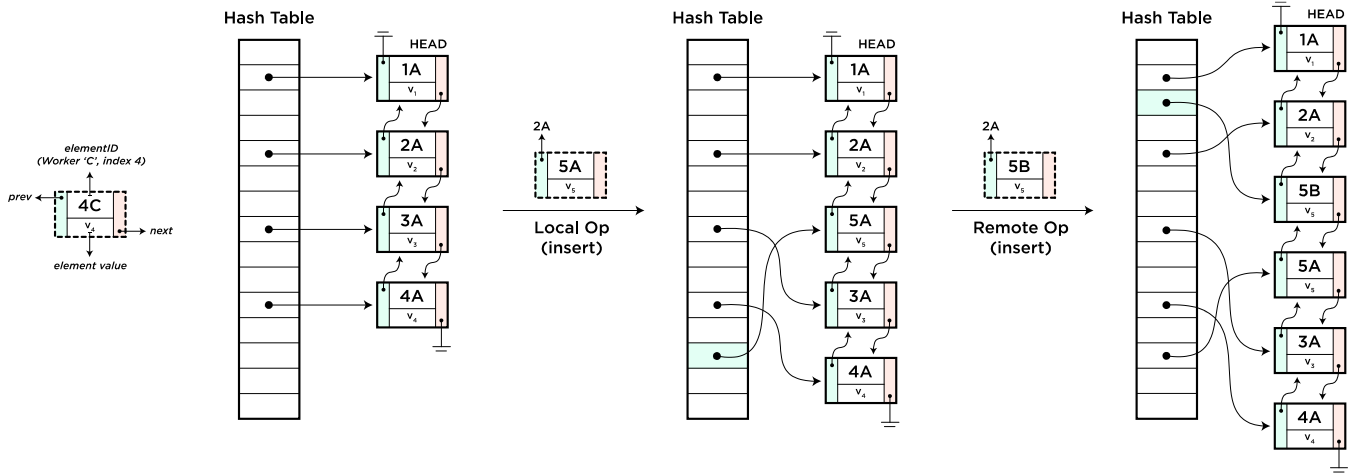 elementID
(Worker ‘C’, index 4)
prev
4C
v₄
next
element value
Hash Table
HEAD
1A
v₁
2A
v₂
3A
v₃
4A
v₄
2A
5A
v₅
Local Op
(insert)
Hash Table
HEAD
1A
v₁
2A
v₂
5A
v₅
3A
v₃
4A
v₄
2A
5B
v₅
Remote Op
(insert)
Hash Table
HEAD
1A
v₁
2A
v₂
5B
v₅
5A
v₅
3A
v₃
4A
v₄